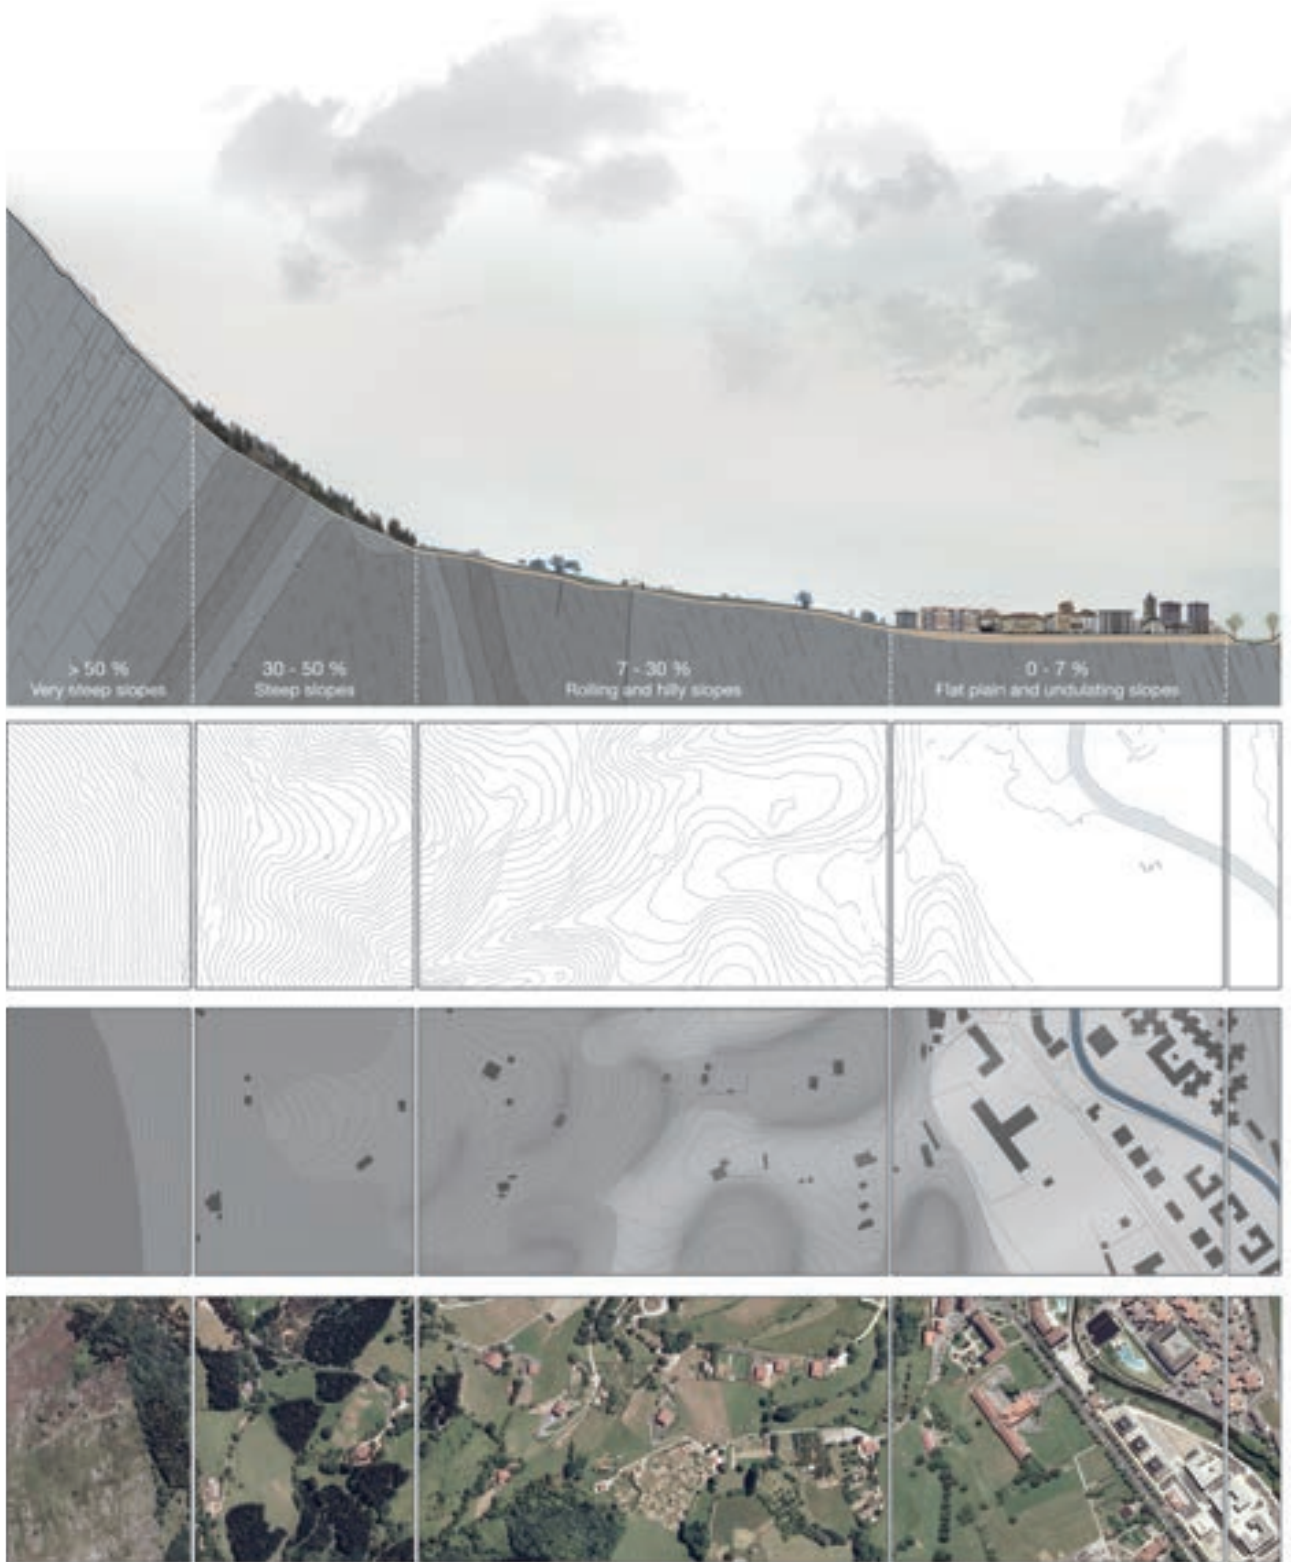 > 50 %
Very steep slopes
30 - 50 %
Steep slopes
7 - 30 %
Rolling and hilly slopes
0 - 7 %
Flat plain and undulating slopes